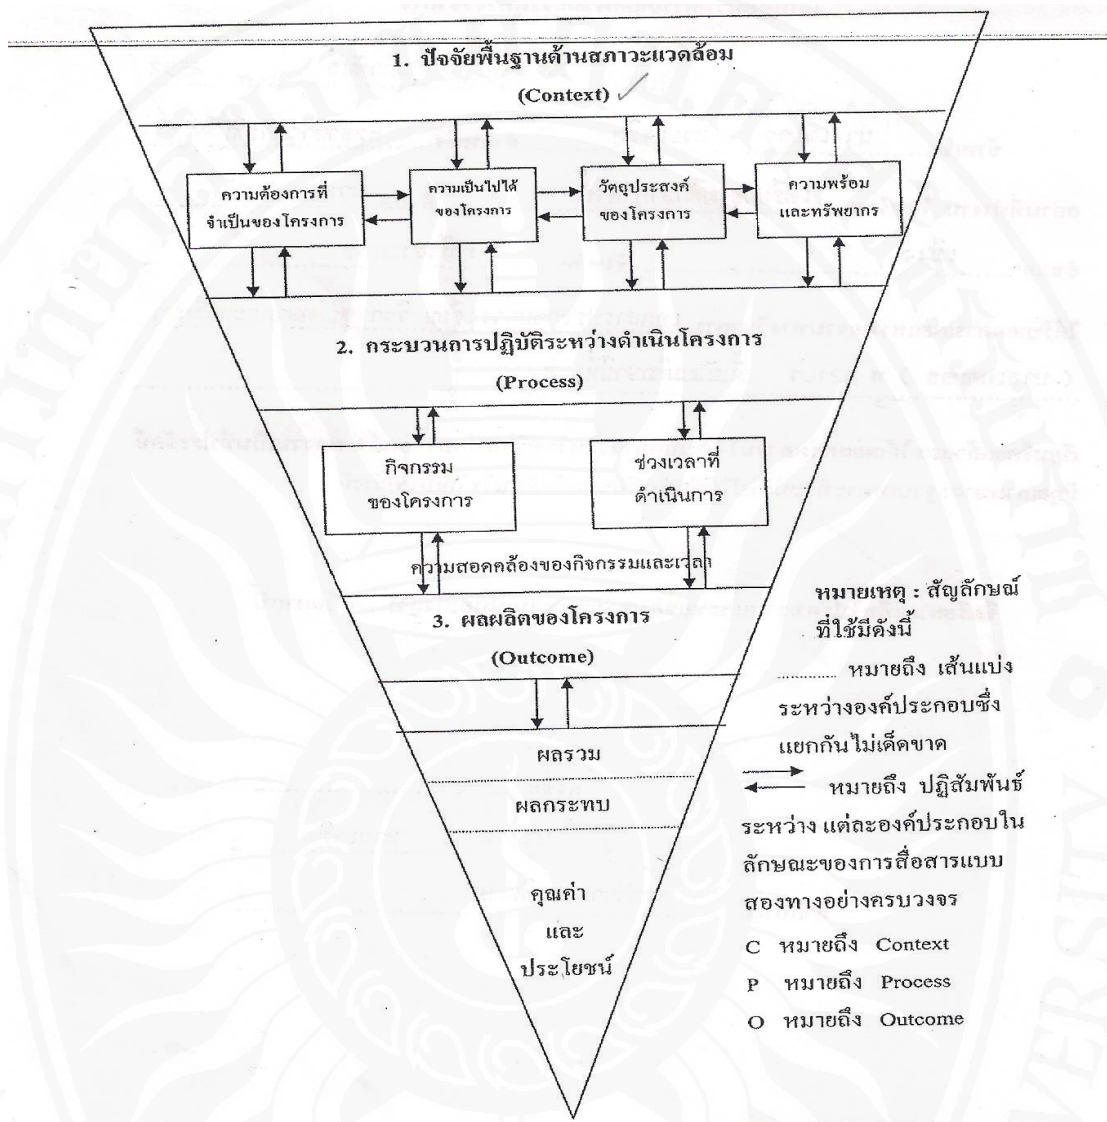 1. ปัจจัยพื้นฐานด้านสภาวะแวดล้อม
(Context)
ความต้องการที่
จำเป็นของโครงการ
ความเป็นไปได้
ของโครงการ
วัตถุประสงค์
ของโครงการ
ความพร้อม
และทรัพยากร
2. กระบวนการปฏิบัติระหว่างดำเนินโครงการ
(Process)
กิจกรรม
ของโครงการ
ช่วงเวลาที่
ดำเนินการ
ความสอดคล้องของกิจกรรมและเวลา
3. ผลผลิตของโครงการ
(Outcome)
ผลรวม
ผลกระทบ
คุณค่า
และ
ประโยชน์
หมายเหตุ : สัญลักษณ์
ที่ใช้มีดังนี้
.............. หมายถึง เส้นแบ่ง
ระหว่างองค์ประกอบซึ่ง
แยกกันไม่เด็ดขาด
หมายถึง ปฏิสัมพันธ์
ระหว่าง แต่ละองค์ประกอบใน
ลักษณะของการสื่อสารแบบ
สองทางอย่างครบวงจร
C หมายถึง Context
P หมายถึง Process
O หมายถึง Outcome